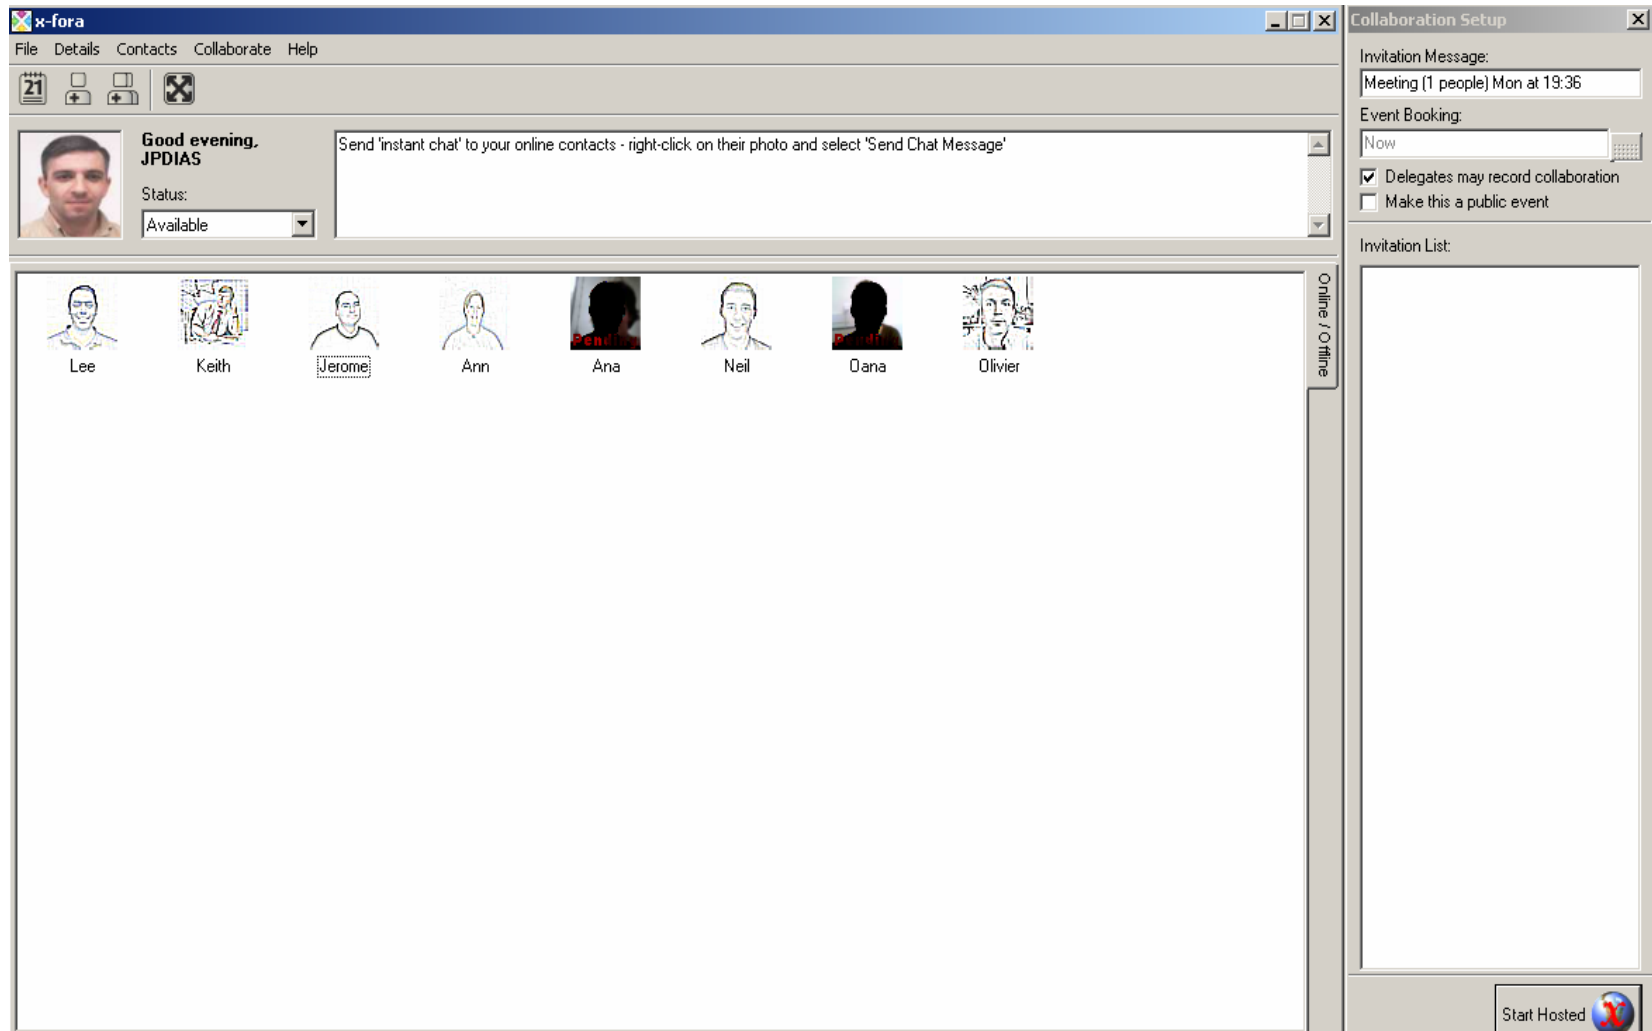 x-fora
File Details Contacts Collaborate Help
21
Good evening,
JPDIAS
Status:
Available
Send 'instant chat' to your online contacts - right-click on their photo and select 'Send Chat Message'
Online / Offline
Pending
Pending
Lee Keith Jerome Ann Ana Neil Oana Olivier
Collaboration Setup
Invitation Message:
Meeting (1 people) Mon at 19:36
Event Booking:
Now
Delegates may record collaboration
Make this a public event
Invitation List:
Start Hosted